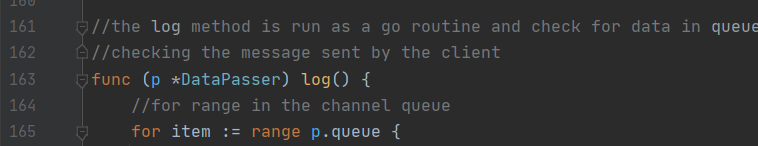 161 //the log method is run as a go routine and check for data in queue
162 //checking the message sent by the client
163 func (p *DataPasser) log() {
164 //for range in the channel queue
165 for item := range p.queue {